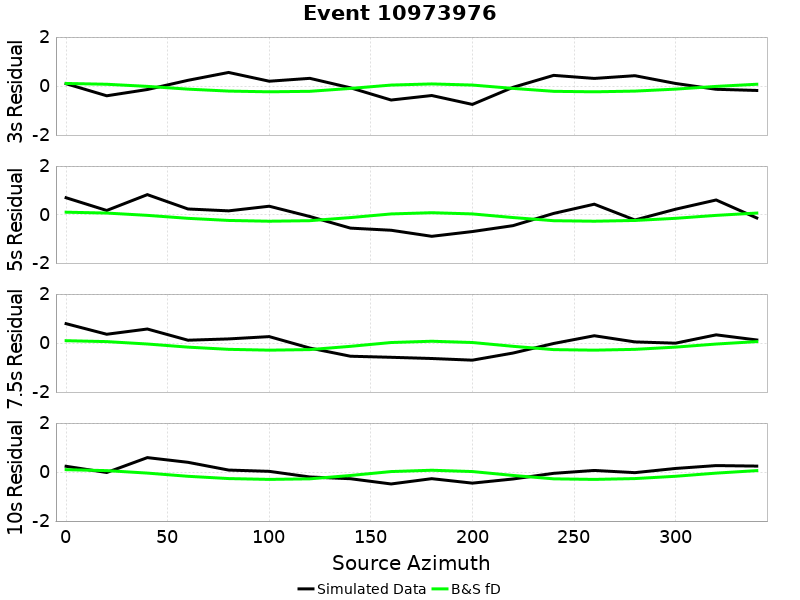 Event 10973976
3s Residual
2
0
-2
5s Residual
2
0
-2
7.5s Residual
2
0
-2
10s Residual
2
0
-2
0 50 100 150 200 250 300
Source Azimuth
Simulated Data B&S fD